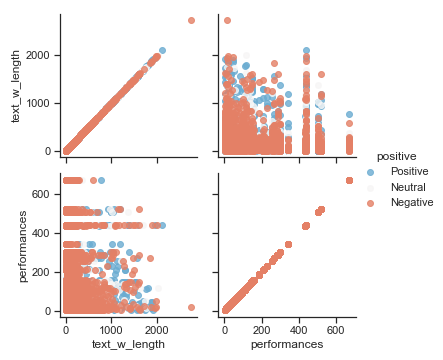 text_w_length
2000
1000
0
performances
600
400
200
0
0
1000
2000
text_w_length
0
200
400
600
performances
positive
Positive
Neutral
Negative